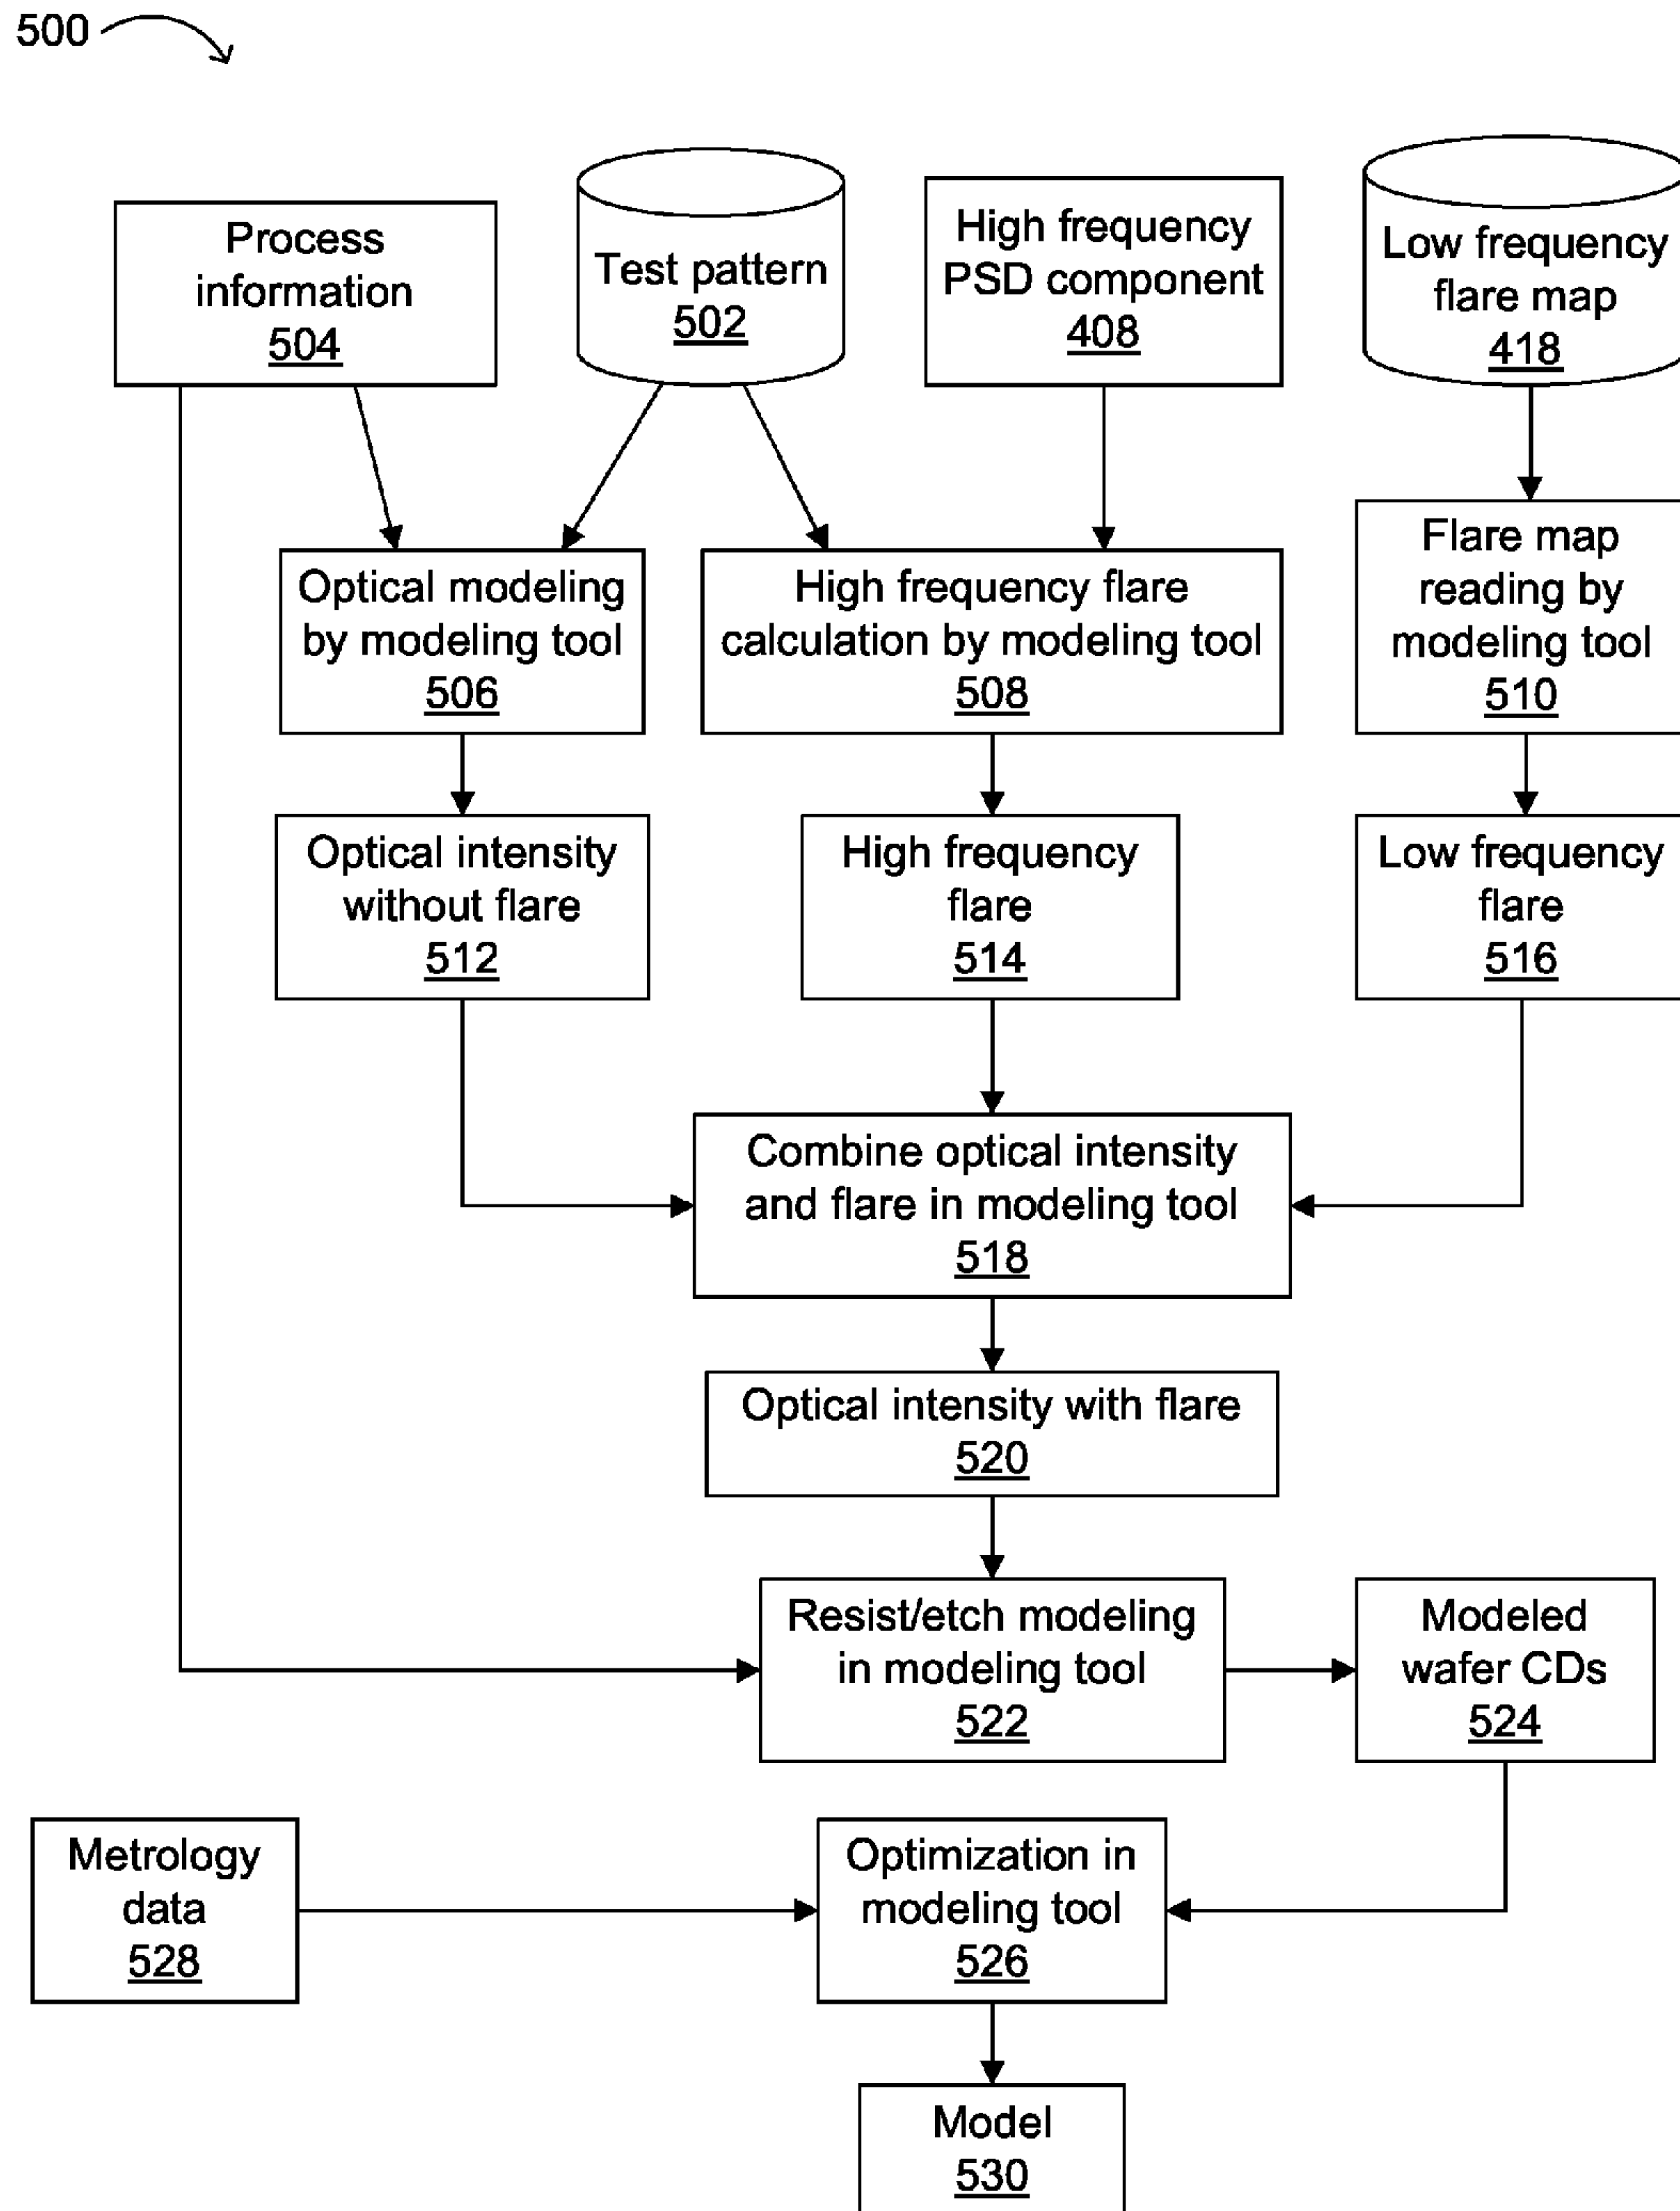 500
Process
information
504
Test pattern
502
High frequency
PSD component
408
Low frequency
flare map
418
Optical modeling
by modeling tool
506
High frequency flare
calculation by modeling tool
508
Flare map
reading by
modeling tool
510
Optical intensity
without flare
512
High frequency
flare
514
Low frequency
flare
516
Combine optical intensity
and flare in modeling tool
518
Optical intensity with flare
520
Resist/etch modeling
in modeling tool
522
Modeled
wafer CDs
524
Metrology
data
528
Optimization in
modeling tool
526
Model
530